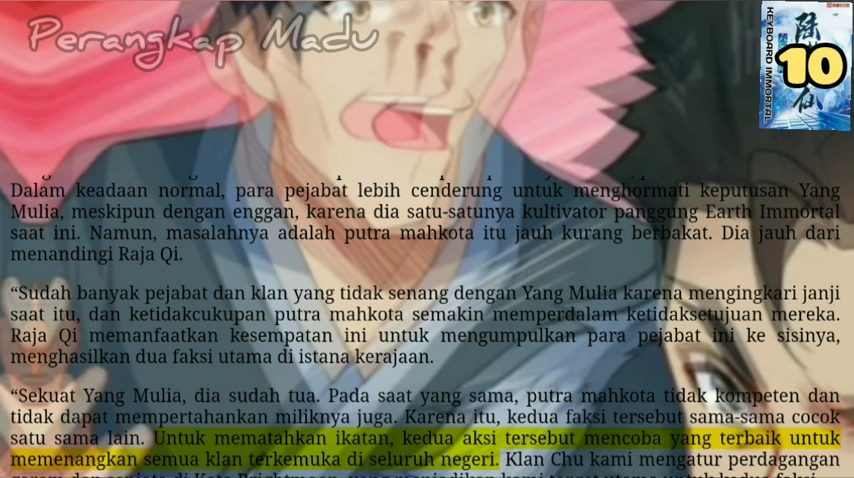 Perangkap Madu
KEYBOARD IMMORTAL
10
Dalam keadaan normal, para pejabat lebih cenderung untuk menghormati keputusan Yang
Mulia, meskipun dengan enggan, karena dia satu-satunya kultivator panggung Earth Immortal
saat ini. Namun, masalahnya adalah putra mahkota itu jauh kurang berbakat. Dia jauh dari
menandingi Raja Qi.
“Sudah banyak pejabat dan klan yang tidak senang dengan Yang Mulia karena mengingkari janji
saat itu, dan ketidakcukupan putra mahkota semakin memperdalam ketidaksetujuan mereka.
Raja Qi memanfaatkan kesempatan ini untuk mengumpulkan para pejabat ini ke sisinya,
menghasilkan dua faksi utama di istana kerajaan.
“Sekuat Yang Mulia, dia sudah tua. Pada saat yang sama, putra mahkota tidak kompeten dan
tidak dapat mempertahankan miliknya juga. Karena itu, kedua faksi tersebut sama-sama cocok
satu sama lain. Untuk mematahkan ikatan, kedua aksi tersebut mencoba yang terbaik untuk
memenangkan semua klan terkemuka di seluruh negeri. Klan Chu kami mengatur perdagangan